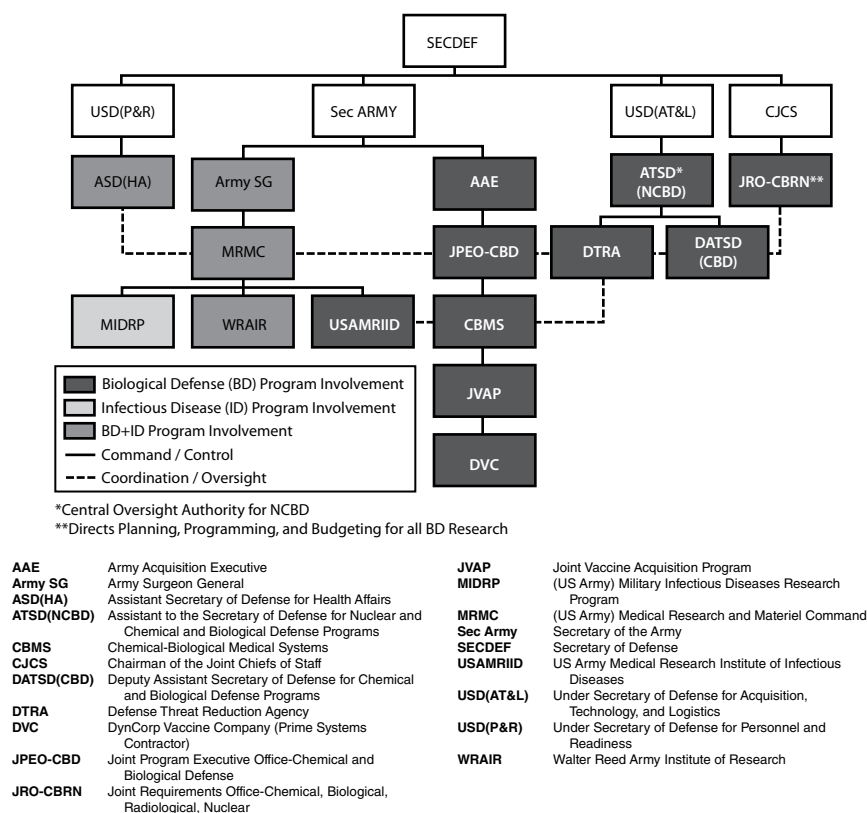 SECDEF
USD(P&R)
Sec ARMY
USD(AT&L)
CJCS
ASD(HA)
Army SG
AAE
ATSD*
(NCBD)
JRO-CBRN**
MRMC
JPEO-CBD
DTRA
DATSD
(CBD)
MIDRP
WRAIR
USAMRIID
CBMS
JVAP
DVC
Biological Defense (BD) Program Involvement
Infectious Disease (ID) Program Involvement
BD+ID Program Involvement
Command / Control
Coordination / Oversight
*Central Oversight Authority for NCBD
**Directs Planning, Programming, and Budgeting for all BD Research
AAE Army Acquisition Executive
Army SG Army Surgeon General
ASD(HA) Assistant Secretary of Defense for Health Affairs
ATSD(NCBD) Assistant to the Secretary of Defense for Nuclear and
Chemical and Biological Defense Programs
CBMS Chemical-Biological Medical Systems
CJCS Chairman of the Joint Chiefs of Staff
DATSD(CBD) Deputy Assistant Secretary of Defense for Chemical
and Biological Defense Programs
DTRA Defense Threat Reduction Agency
DVC DynCorp Vaccine Company (Prime Systems
Contractor)
JPEO-CBD Joint Program Executive Office-Chemical and
Biological Defense
JRO-CBRN Joint Requirements Office-Chemical, Biological,
Radiological, Nuclear
JVAP Joint Vaccine Acquisition Program
MIDRP (US Army) Military Infectious Diseases Research
Program
MRMC (US Army) Medical Research and Materiel Command
Sec Army Secretary of the Army
SECDEF Secretary of Defense
USAMRIID US Army Medical Research Institute of Infectious
Diseases
USD(AT&L) Under Secretary of Defense for Acquisition,
Technology, and Logistics
USD(P&R) Under Secretary of Defense for Personnel and
Readiness
WRAIR Walter Reed Army Institute of Research